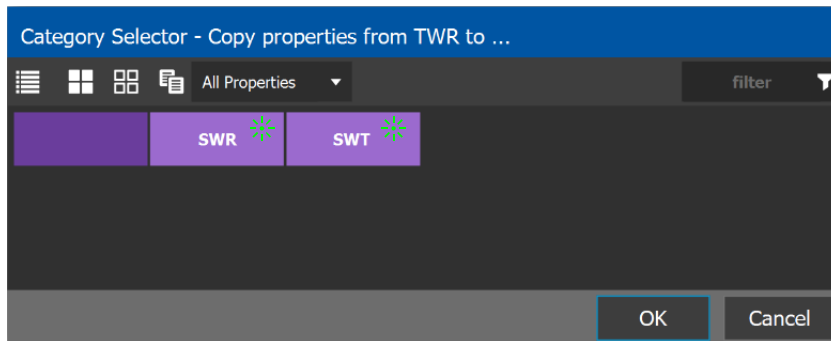 Category Selector - Copy properties from TWR to ...
All Properties filter
SWR SWT
OK Cancel